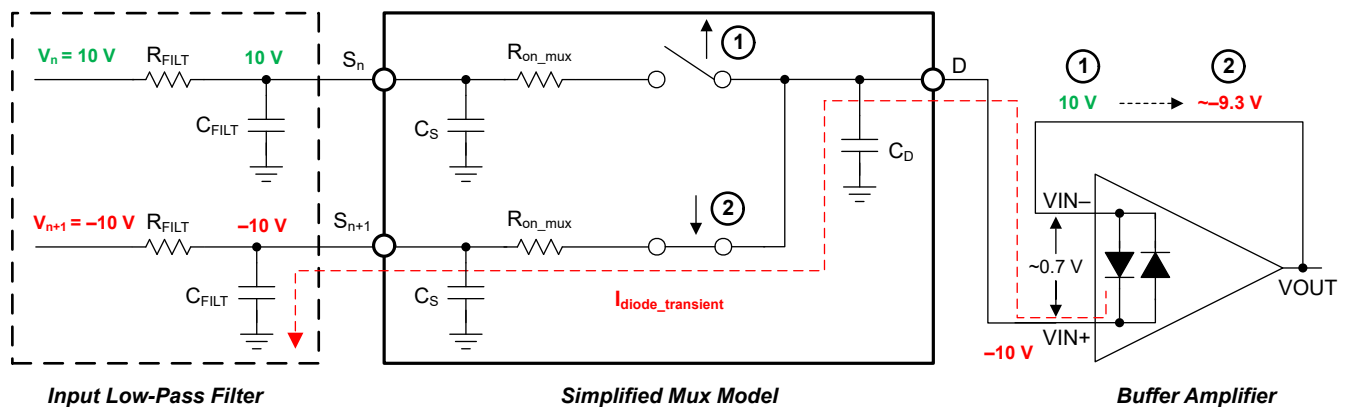 Vn = 10 V
RFILT
10 V
Sn
Ron_mux
1
D
1
2
10 V
~–9.3 V
CFILT
CS
CD
Vn+1 = –10 V
RFILT
–10 V
Sn+1
Ron_mux
2
VIN–
~0.7 V
VOUT
CFILT
CS
Idiode_transient
VIN+
–10 V
Input Low-Pass Filter
Simplified Mux Model
Buffer Amplifier